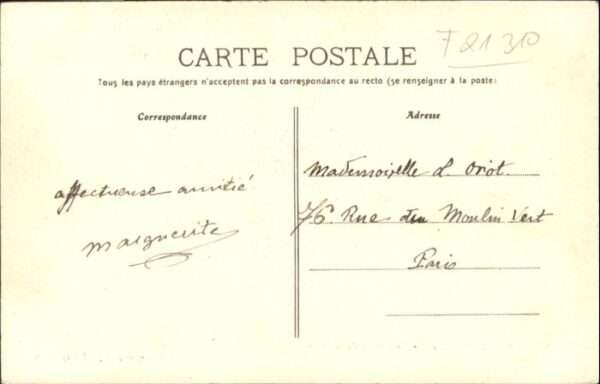 7 21 310
CARTE POSTALE
Tous les pays étrangers n'acceptent pas la correspondance au recto (se renseigner à la poste)
Correspondance
Adresse
affectueuse amitié
Marguerite
Mademoiselle L. Oriot.
76. Rue du Moulin Vert
Paris